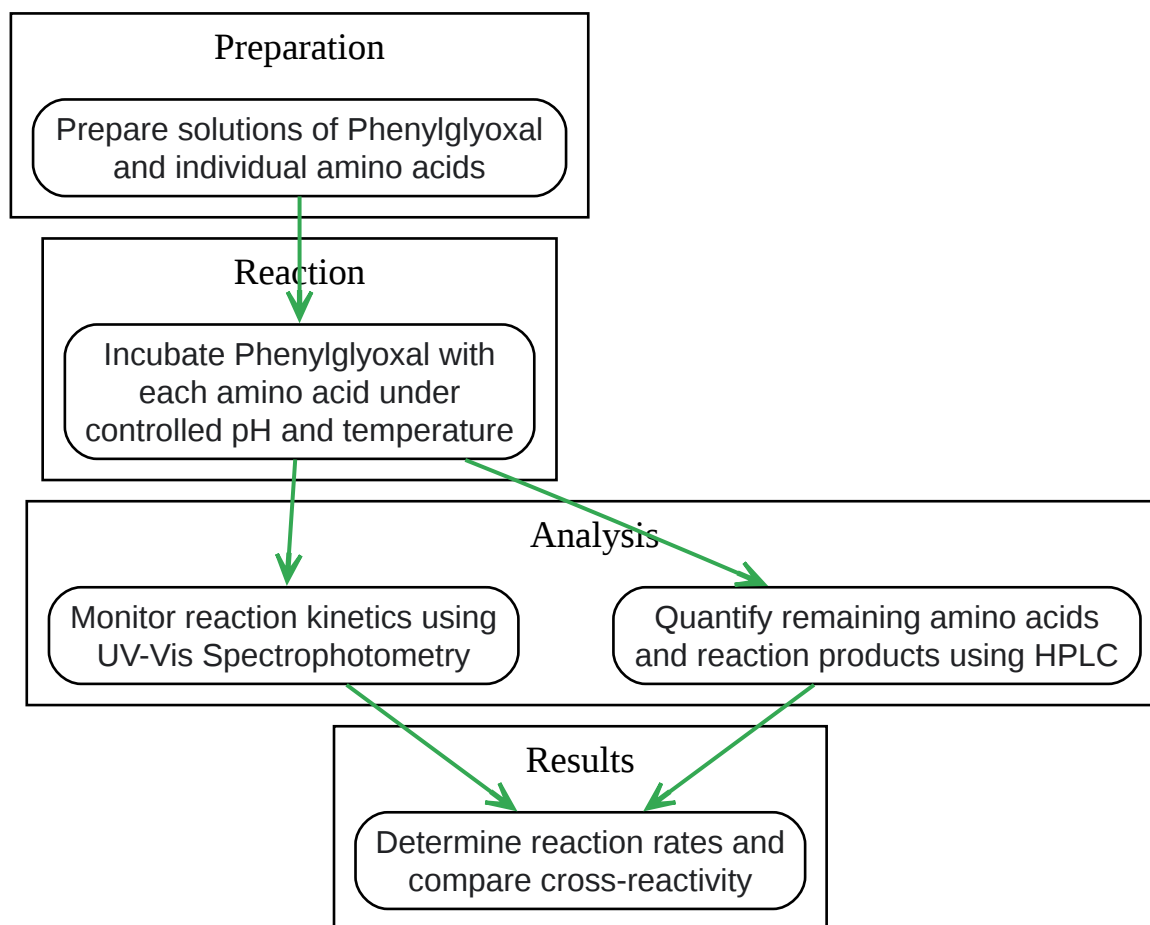 Preparation
Prepare solutions of Phenylglyoxal
and individual amino acids
Reaction
Incubate Phenylglyoxal with
each amino acid under
controlled pH and temperature
Analysis
Monitor reaction kinetics using
UV-Vis Spectrophotometry
Quantify remaining amino acids
and reaction products using HPLC
Results
Determine reaction rates and
compare cross-reactivity